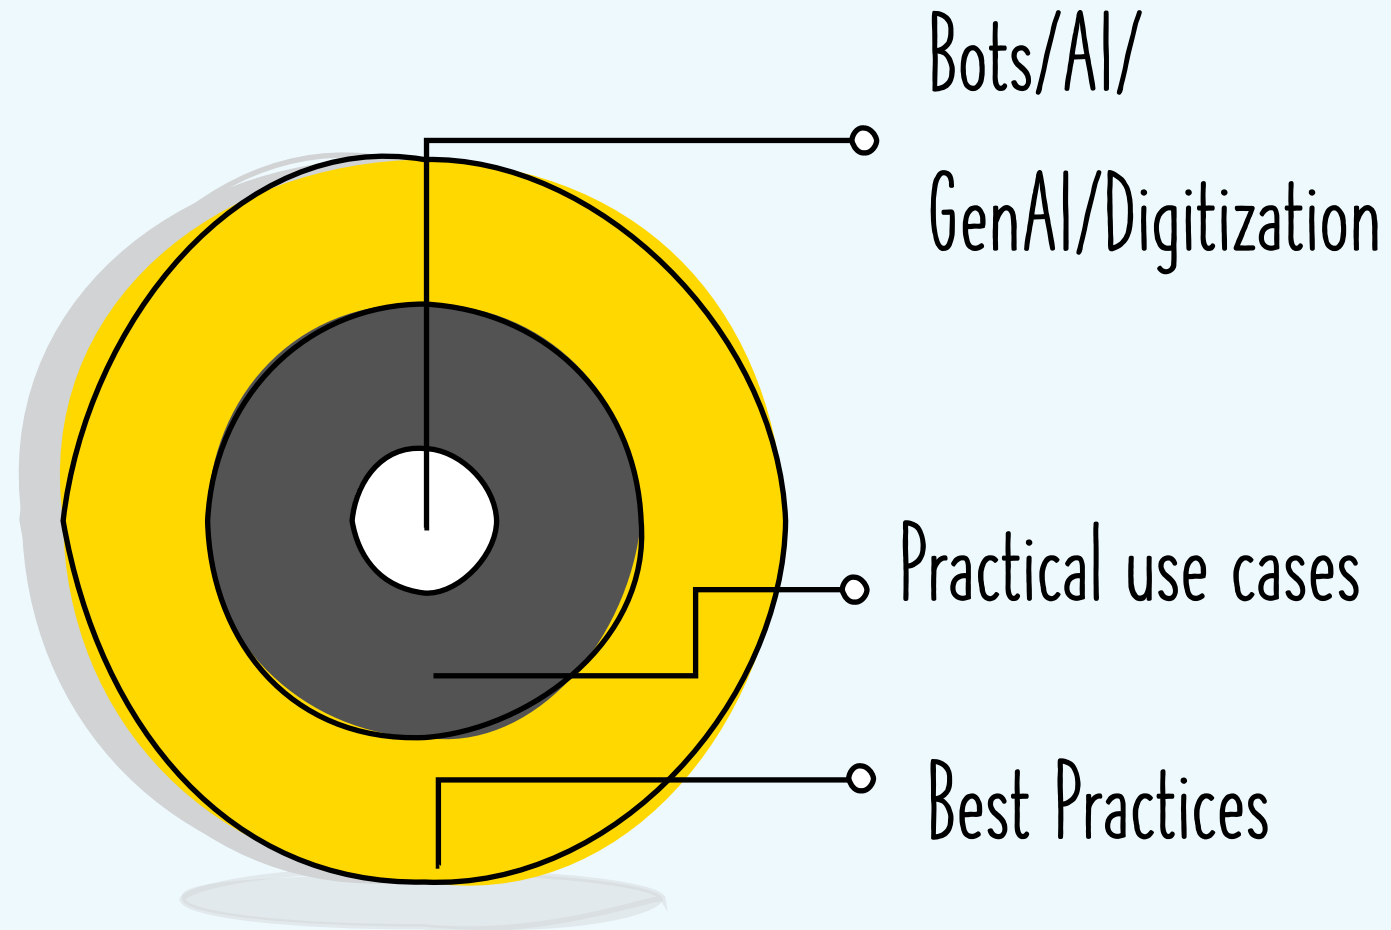 Bots/AI/
GenAI/Digitization
Practical use cases
Best Practices